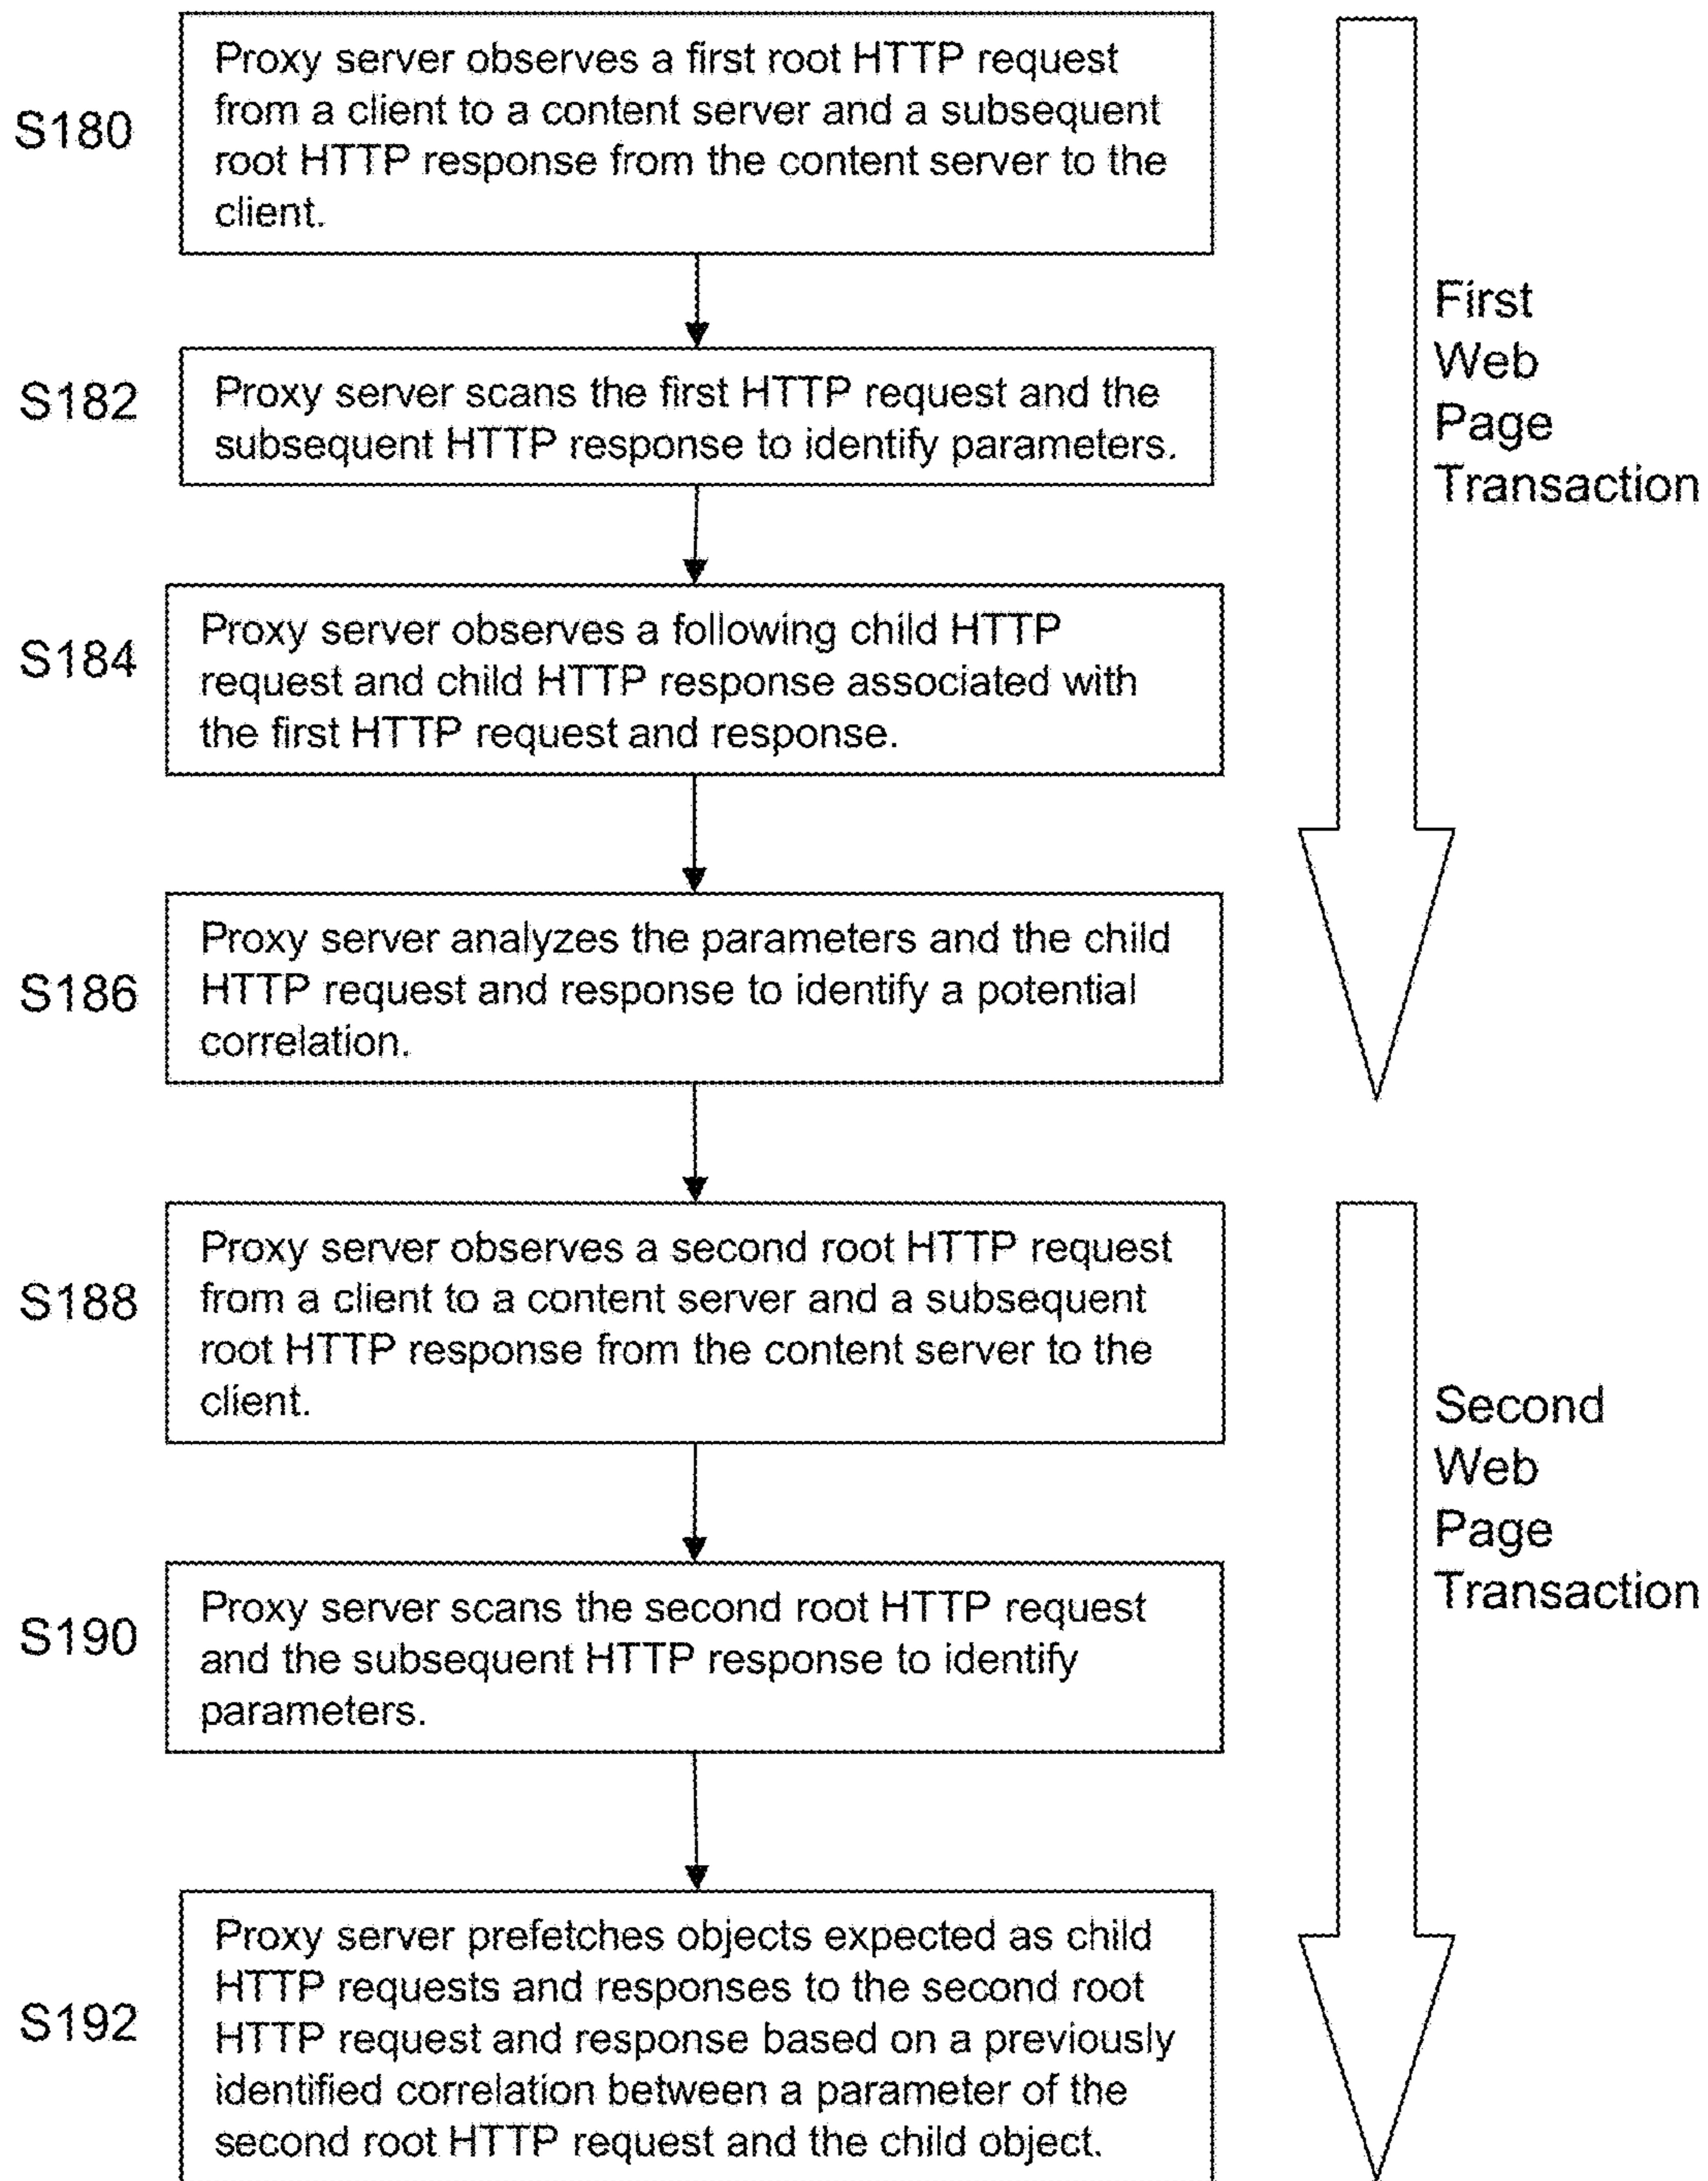 S180
Proxy server observes a first root HTTP request
from a client to a content server and a subsequent
root HTTP response from the content server to the
client.
S182
Proxy server scans the first HTTP request and the
subsequent HTTP response to identify parameters.
S184
Proxy server observes a following child HTTP
request and child HTTP response associated with
the first HTTP request and response.
S186
Proxy server analyzes the parameters and the child
HTTP request and response to identify a potential
correlation.
First
Web
Page
Transaction
S188
Proxy server observes a second root HTTP request
from a client to a content server and a subsequent
root HTTP response from the content server to the
client.
S190
Proxy server scans the second root HTTP request
and the subsequent HTTP response to identify
parameters.
S192
Proxy server prefetches objects expected as child
HTTP requests and responses to the second root
HTTP request and response based on a previously
identified correlation between a parameter of the
second root HTTP request and the child object.
Second
Web
Page
Transaction